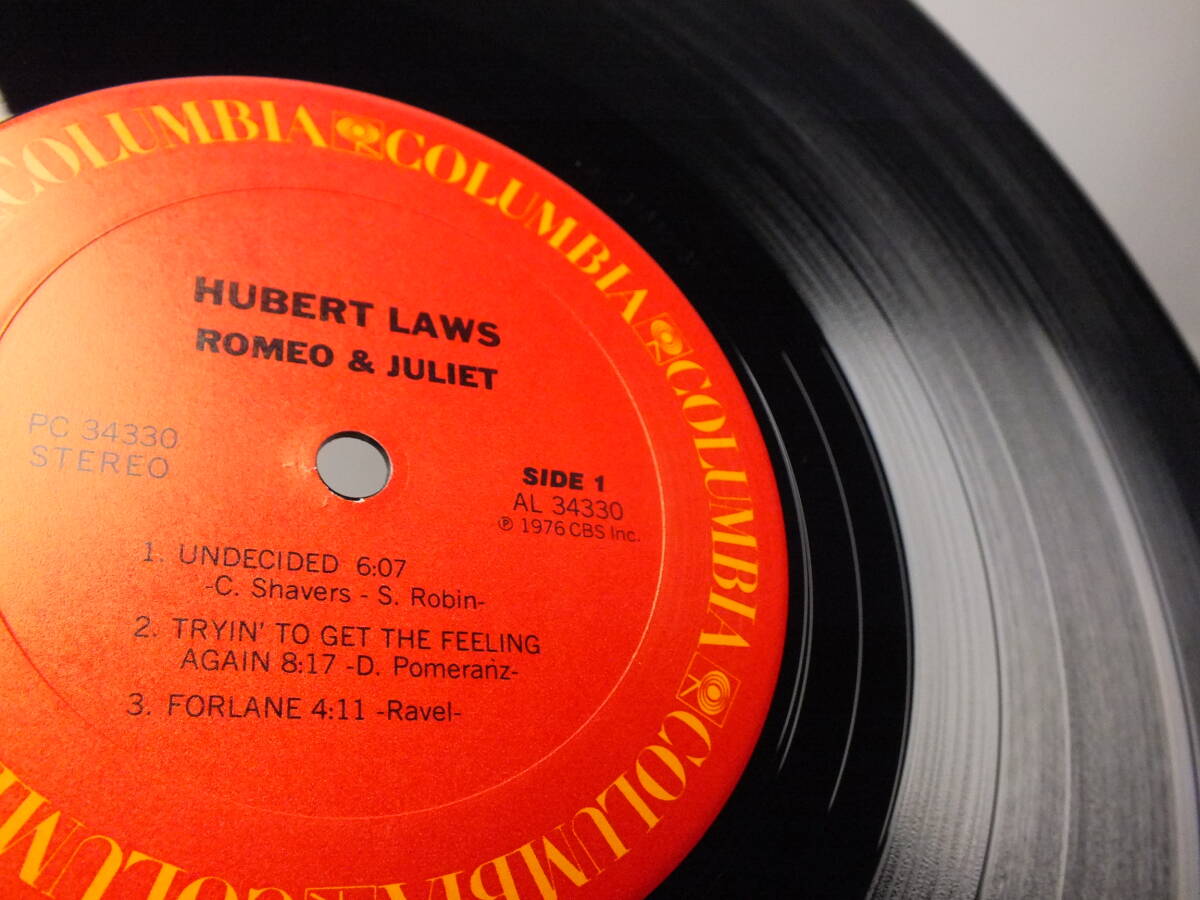 COLUMBIA COLUMBIA COLUMBIA COLUMBIA COLUMBIA
HUBERT LAWS
ROMEO & JULIET
PC 34330
STEREO
SIDE 1
AL 34330
℗ 1976 CBS Inc.
1. UNDECIDED 6:07
-C. Shavers - S. Robin-
2. TRYIN' TO GET THE FEELING
AGAIN 8:17 -D. Pomeranz-
3. FORLANE 4:11 -Ravel-